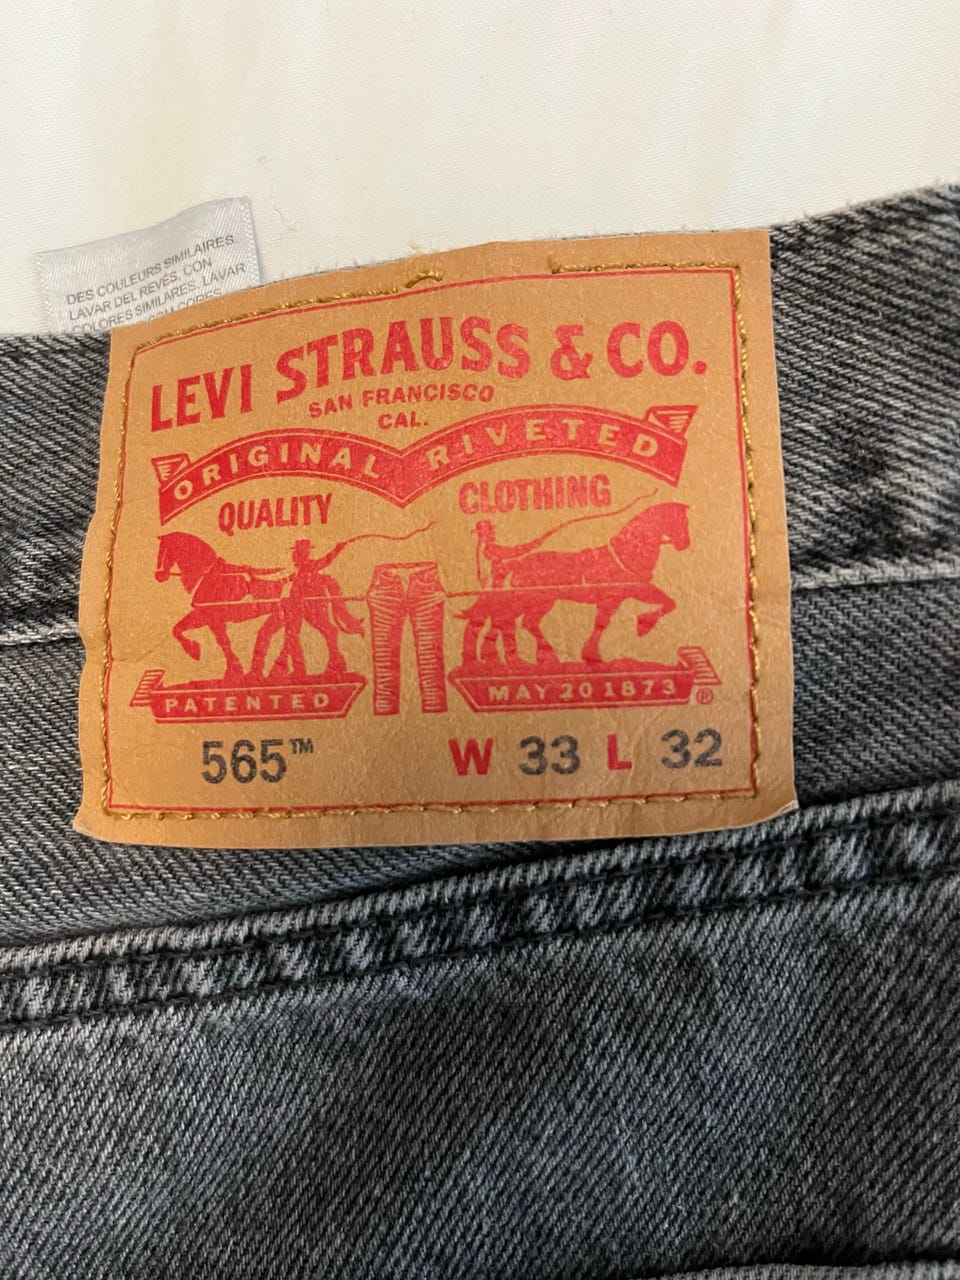 DES COULEURS SIMILAIRES.
LAVAR DEL REVÉS, CON
COLORES SIMILARES. LAVAR
LEVI STRAUSS & CO.
SAN FRANCISCO
CAL.
ORIGINAL RIVETED
QUALITY CLOTHING
PATENTED MAY 20 1873 ®
565™ W 33 L 32